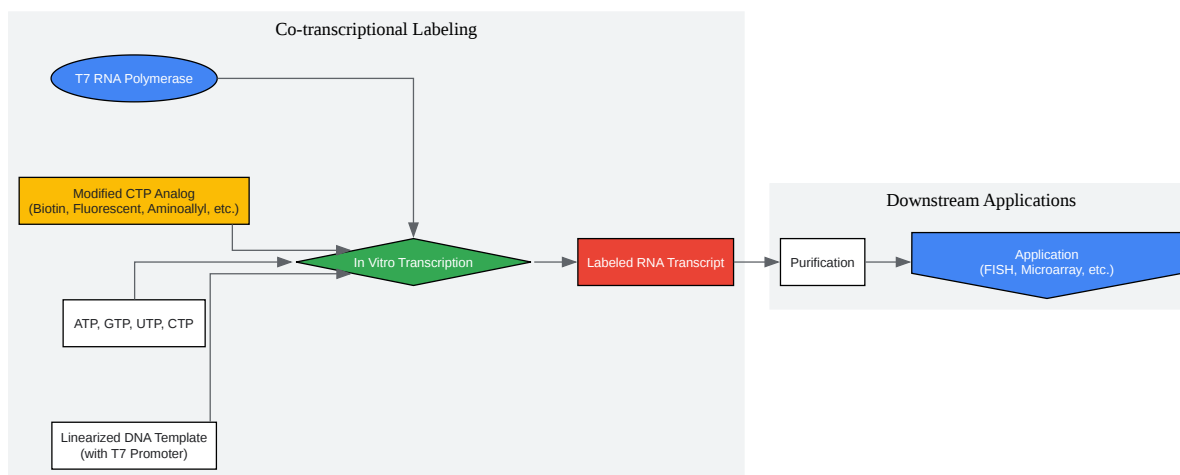 Co-transcriptional Labeling
T7 RNA Polymerase
Modified CTP Analog
(Biotin, Fluorescent, Aminoallyl, etc.)
In Vitro Transcription
ATP, GTP, UTP, CTP
Linearized DNA Template
(with T7 Promoter)
Labeled RNA Transcript
Downstream Applications
Purification
Application
(FISH, Microarray, etc.)